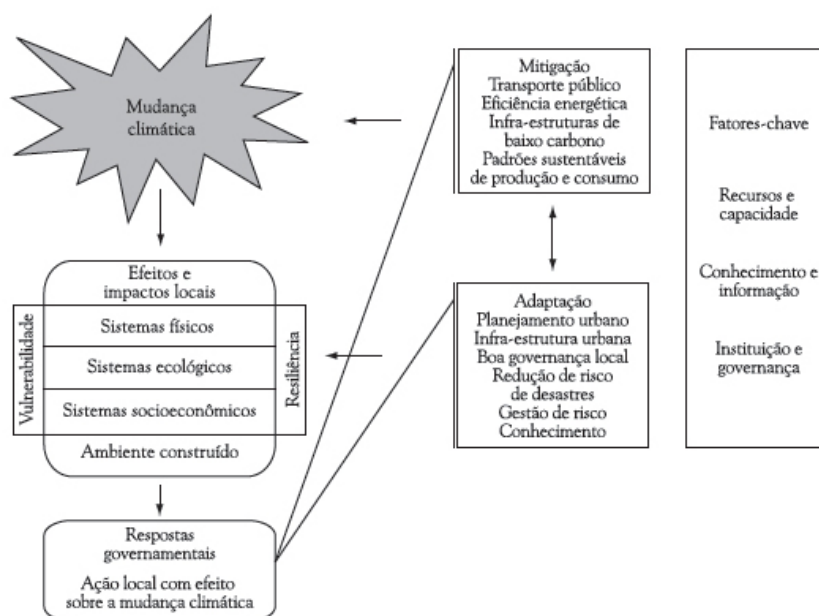 Mudança
climática
Efeitos e
impactos locais
Vulnerabilidade
Sistemas físicos
Sistemas ecológicos
Sistemas socioeconômicos
Resiliência
Ambiente construído
Respostas
governamentais
Ação local com efeito
sobre a mudança climática
Mitigação
Transporte público
Eficiência energética
Infra-estruturas de
baixo carbono
Padrões sustentáveis
de produção e consumo
Adaptação
Planejamento urbano
Infra-estrutura urbana
Boa governança local
Redução de risco
de desastres
Gestão de risco
Conhecimento
Fatores-chave
Recursos e
capacidade
Conhecimento e
informação
Instituição e
governança